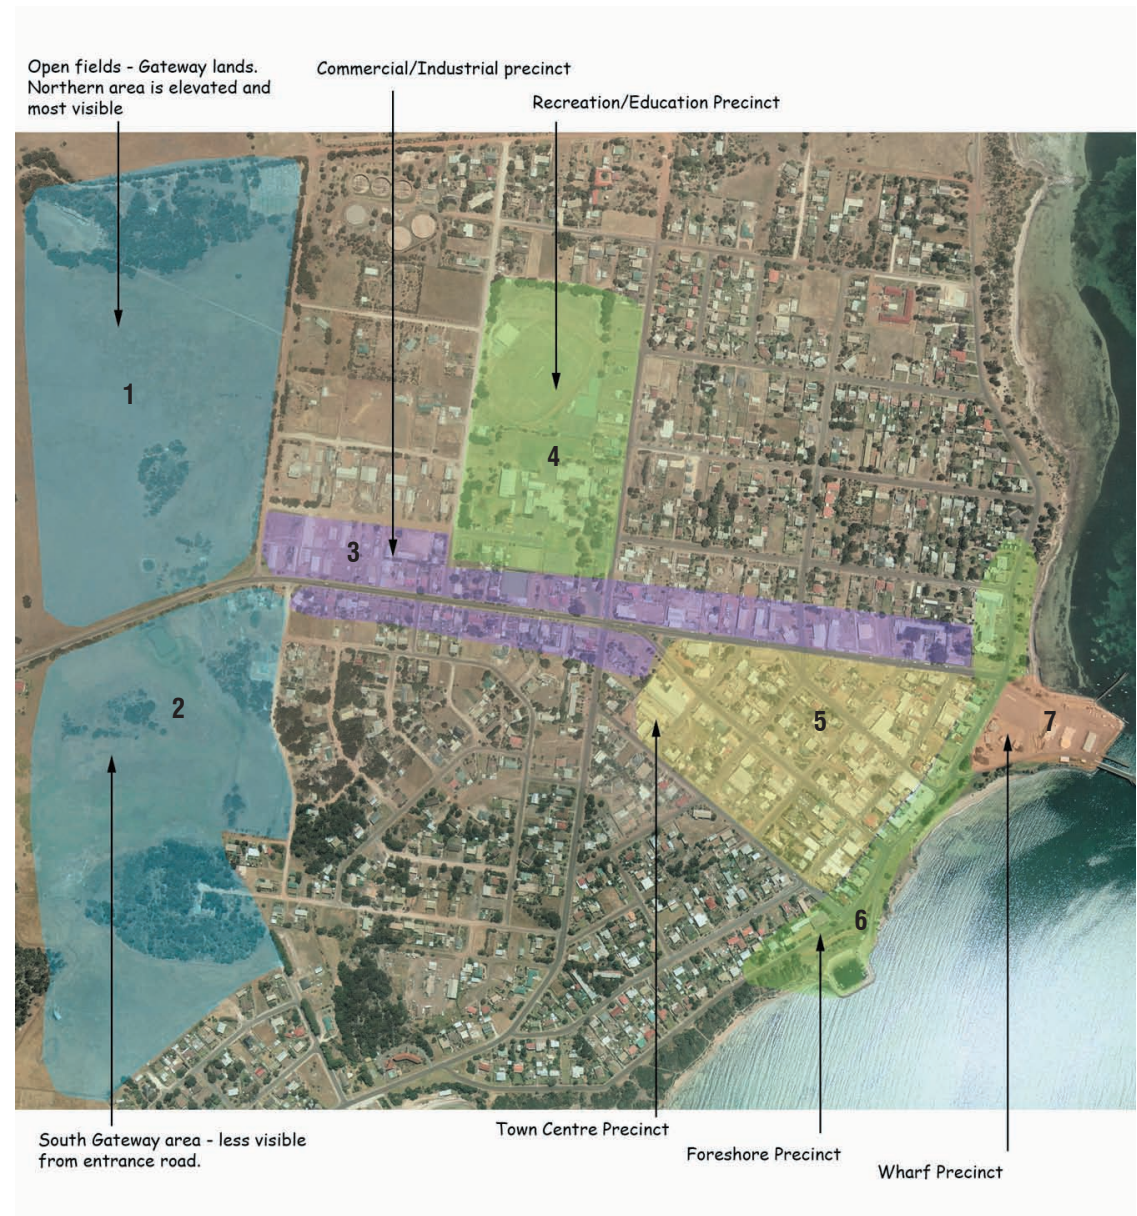 Open fields - Gateway lands.
Northern area is elevated and
most visible
Commercial/Industrial precinct
Recreation/Education Precinct
1
4
3
2
5
7
6
South Gateway area - less visible
from entrance road.
Town Centre Precinct
Foreshore Precinct
Wharf Precinct